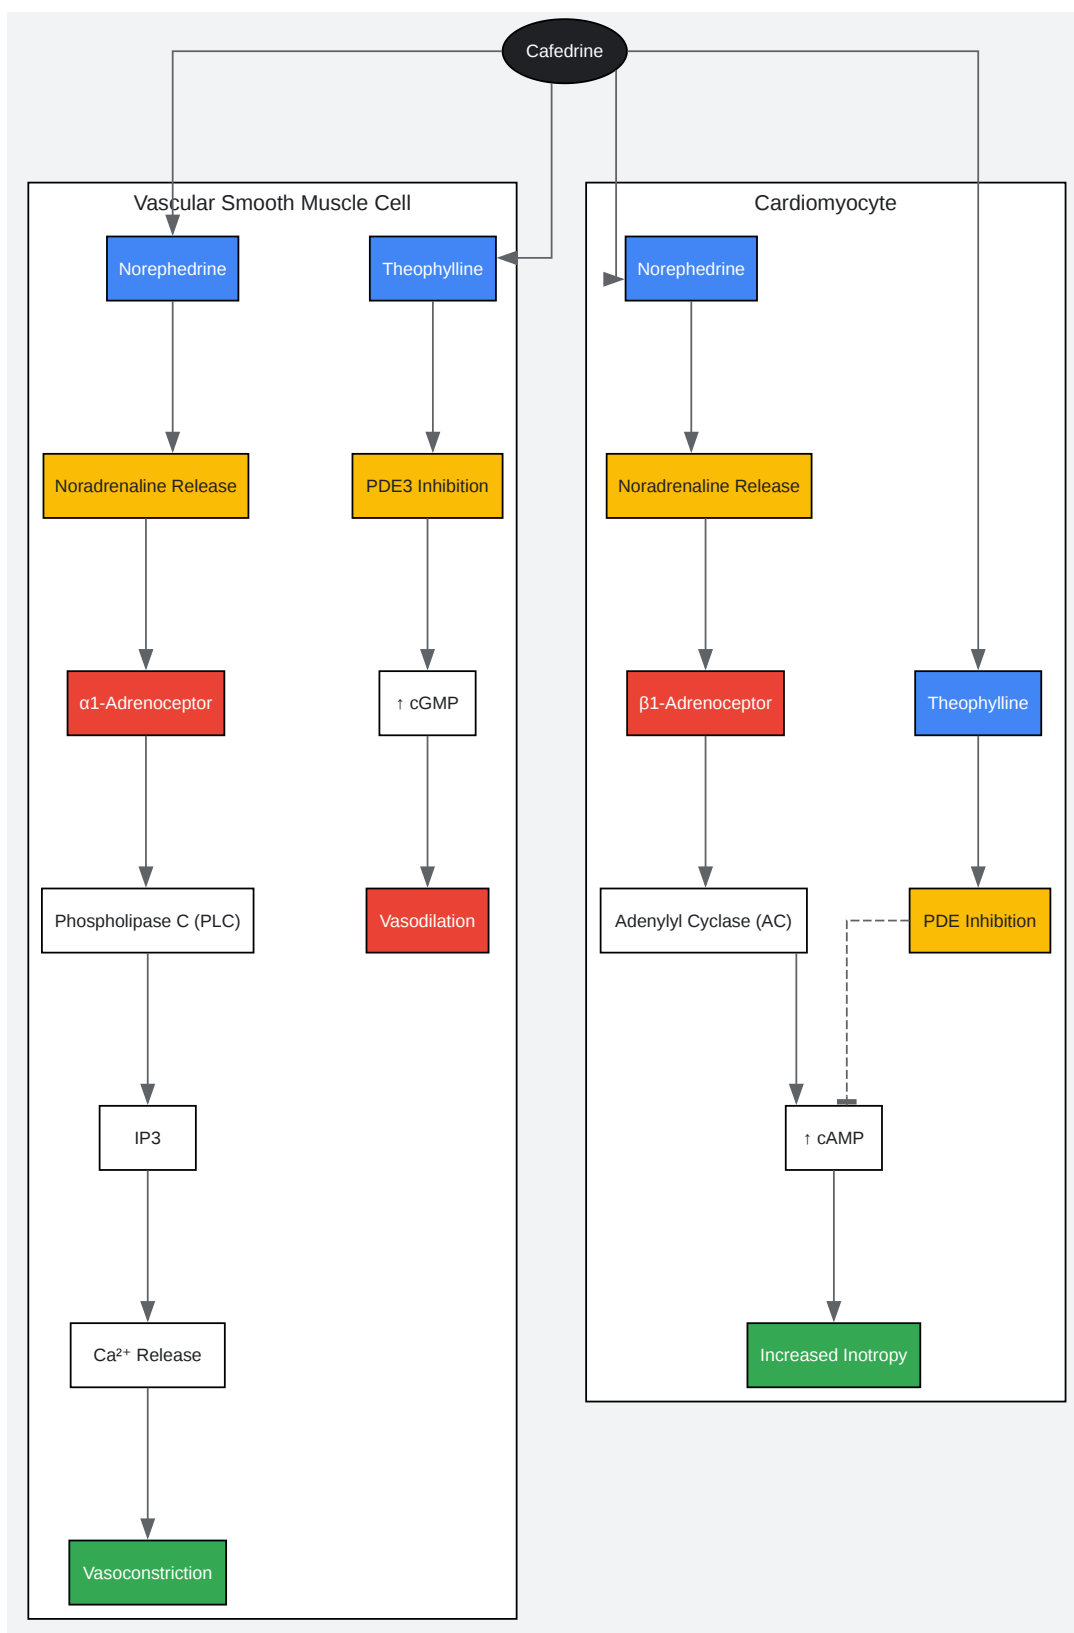 Cafedrine
Vascular Smooth Muscle Cell
Norephedrine
Theophylline
Noradrenaline Release
PDE3 Inhibition
α1-Adrenoceptor
↑ cGMP
Phospholipase C (PLC)
Vasodilation
IP3
Ca²⁺ Release
Vasoconstriction
Cardiomyocyte
Norephedrine
Noradrenaline Release
β1-Adrenoceptor
Theophylline
Adenylyl Cyclase (AC)
PDE Inhibition
↑ cAMP
Increased Inotropy